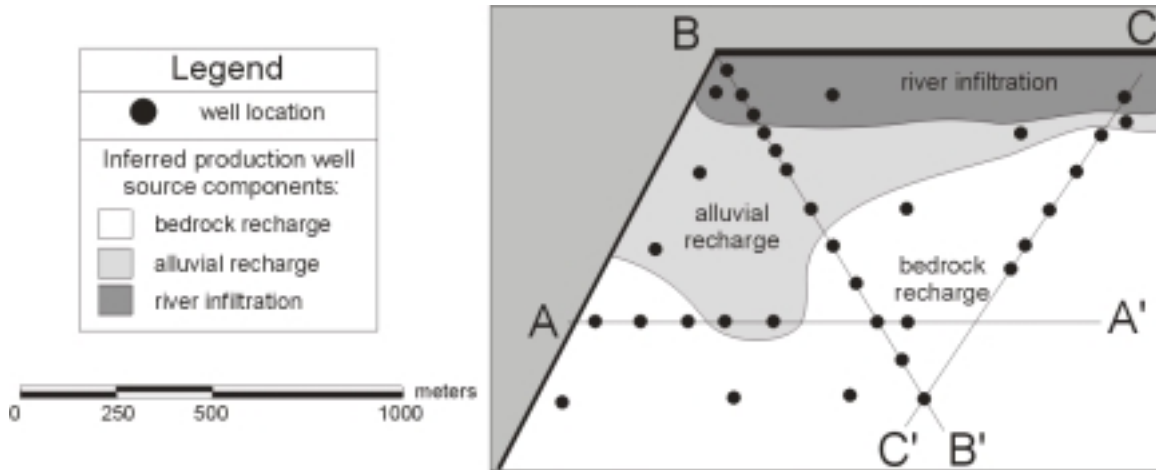 Legend
well location
Inferred production well
source components:
bedrock recharge
alluvial recharge
river infiltration
0
250
500
1000
meters
B
C
river infiltration
alluvial
recharge
bedrock
recharge
A
A'
C'
B'